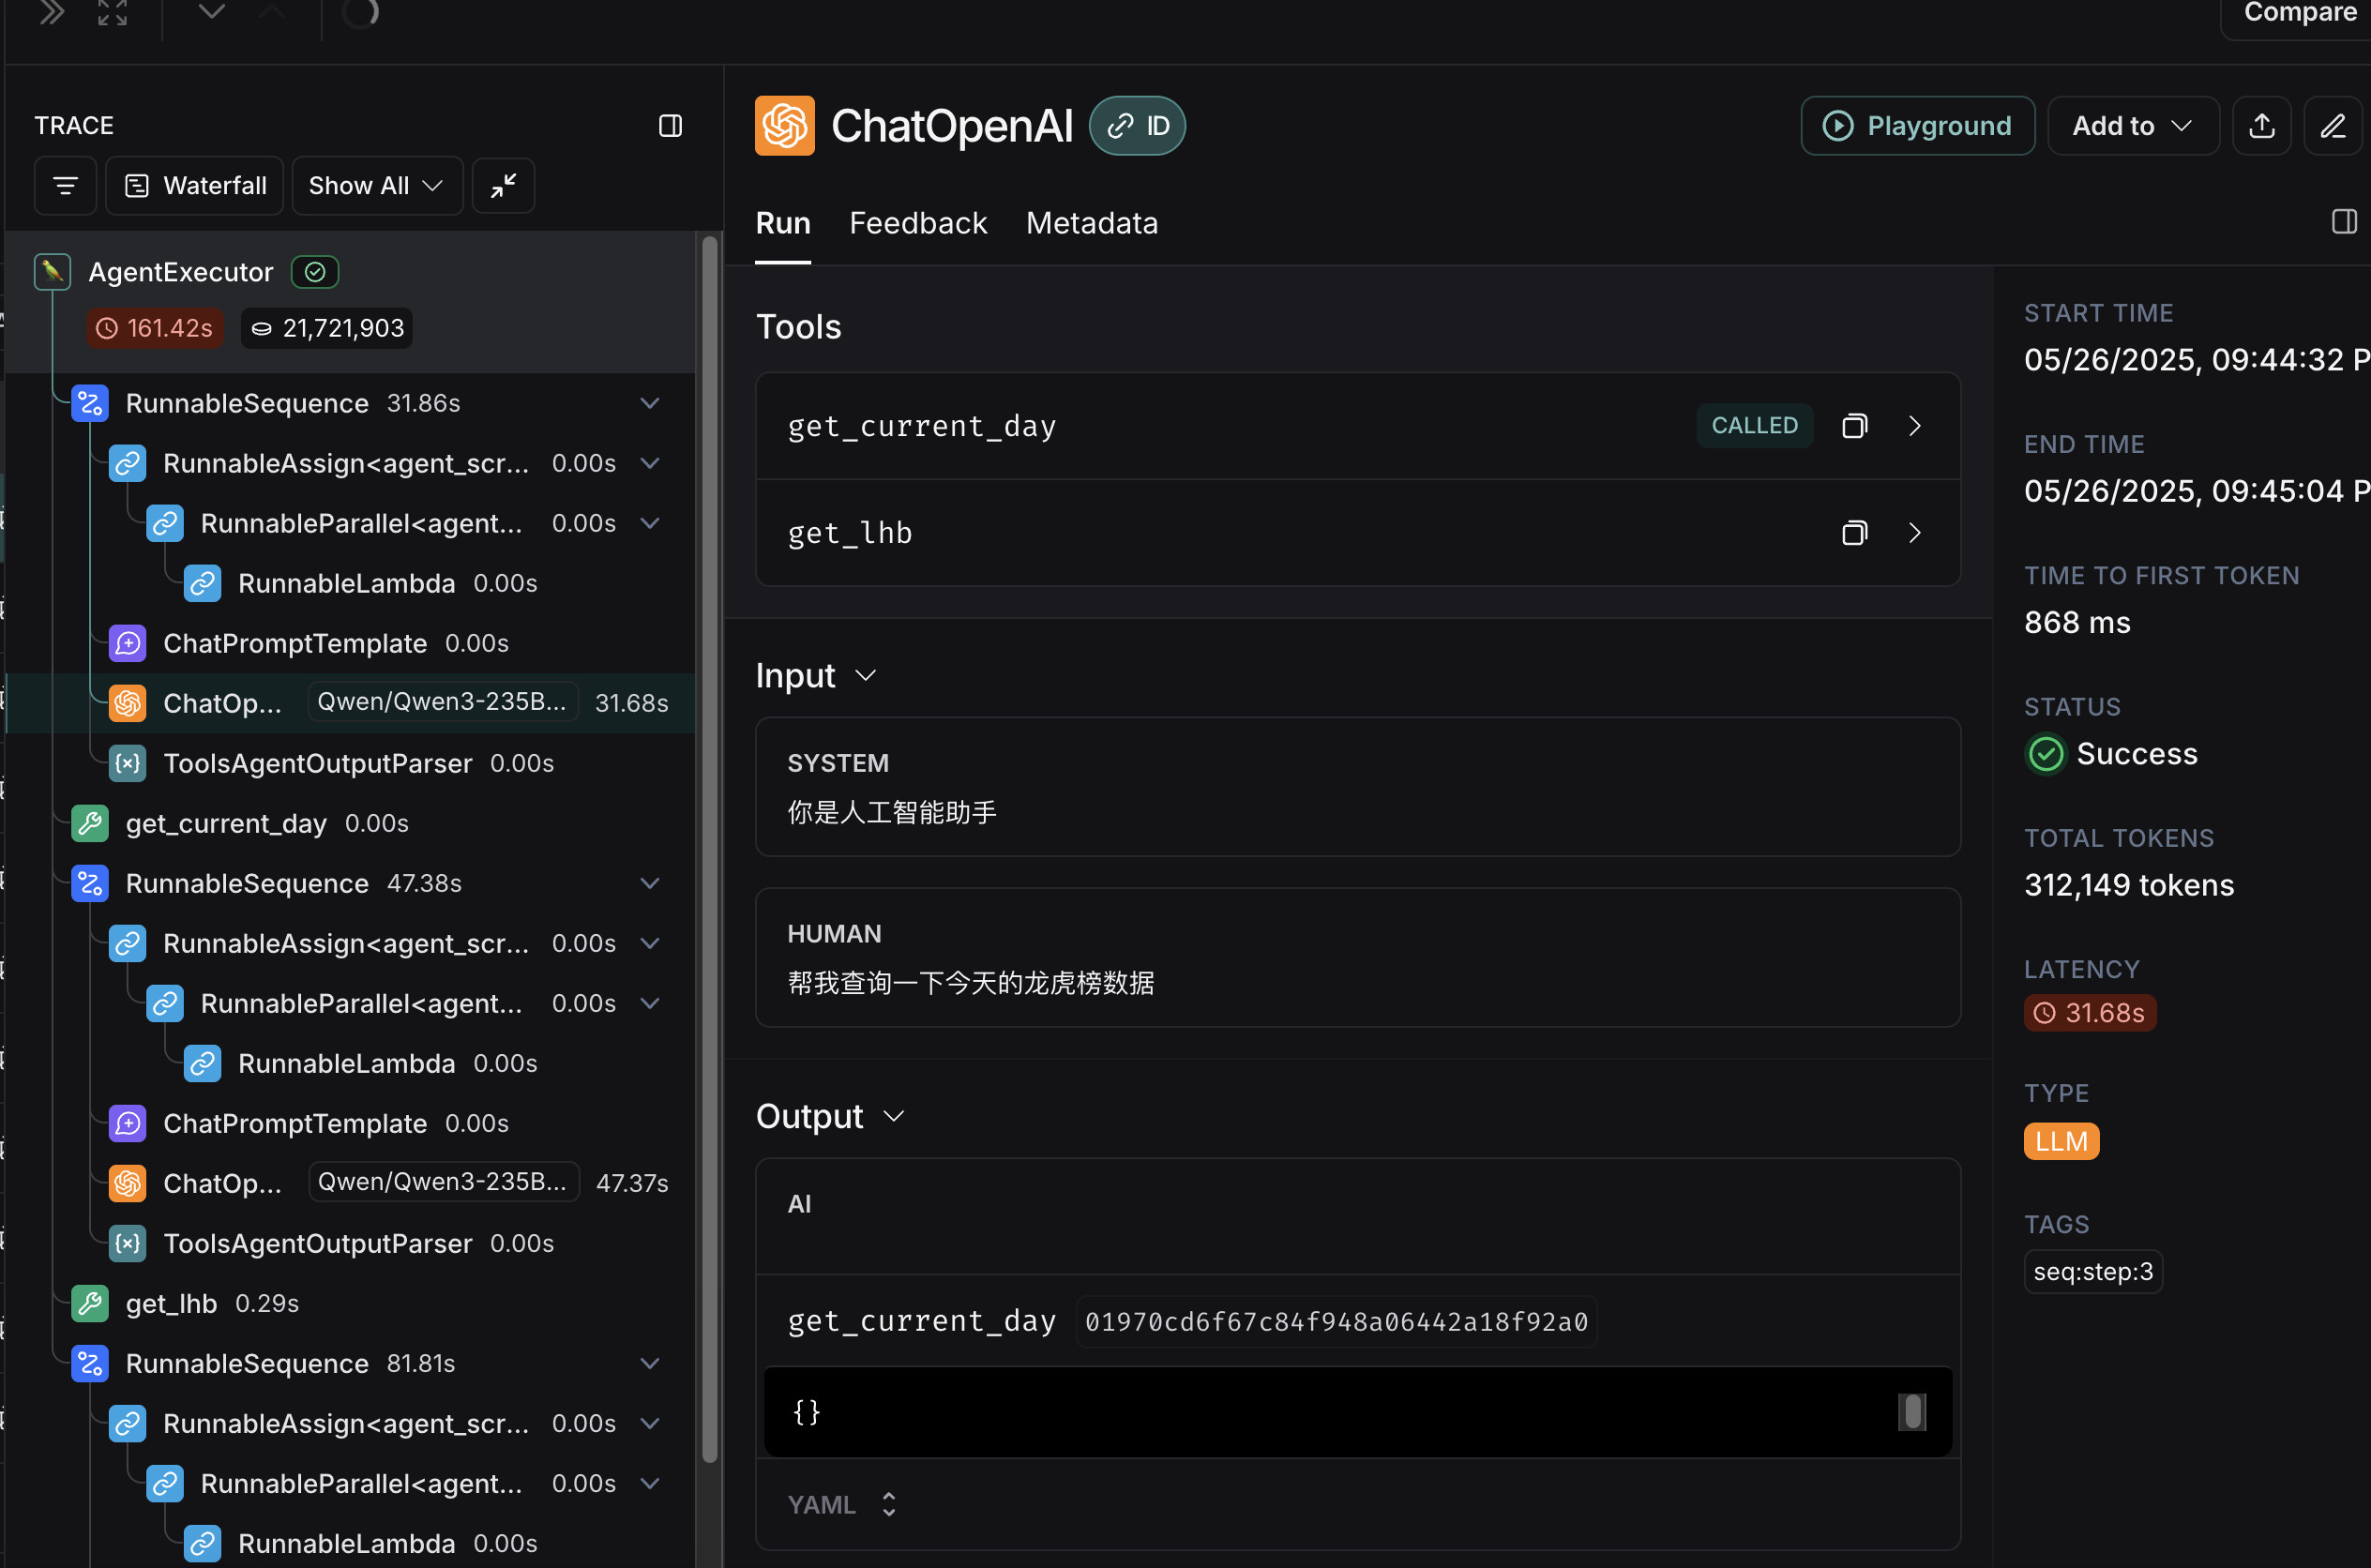 Compare
TRACE
Waterfall
Show All
AgentExecutor
161.42s
21,721,903
RunnableSequence 31.86s
RunnableAssign<agent_scr... 0.00s
RunnableParallel<agent... 0.00s
RunnableLambda 0.00s
ChatPromptTemplate 0.00s
ChatOp... Qwen/Qwen3-235B... 31.68s
ToolsAgentOutputParser 0.00s
get_current_day 0.00s
RunnableSequence 47.38s
RunnableAssign<agent_scr... 0.00s
RunnableParallel<agent... 0.00s
RunnableLambda 0.00s
ChatPromptTemplate 0.00s
ChatOp... Qwen/Qwen3-235B... 47.37s
ToolsAgentOutputParser 0.00s
get_lhb 0.29s
RunnableSequence 81.81s
RunnableAssign<agent_scr... 0.00s
RunnableParallel<agent... 0.00s
RunnableLambda 0.00s
ChatOpenAI ID
Playground
Add to
Run Feedback Metadata
Tools
get_current_day CALLED
get_lhb
Input
SYSTEM
你是人工智能助手
HUMAN
帮我查询一下今天的龙虎榜数据
Output
AI
get_current_day 01970cd6f67c84f948a06442a18f92a0
{}
YAML
START TIME
05/26/2025, 09:44:32 P
END TIME
05/26/2025, 09:45:04 P
TIME TO FIRST TOKEN
868 ms
STATUS
Success
TOTAL TOKENS
312,149 tokens
LATENCY
31.68s
TYPE
LLM
TAGS
seq:step:3